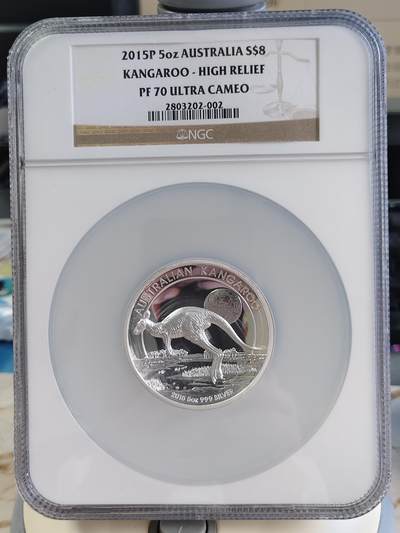 2015P 5oz AUSTRALIA S$8
KANGAROO - HIGH RELIEF
PF 70 ULTRA CAMEO
2803202-002
NGC
AUSTRALIAN KANGAROO
2015 5oz 999 SILVER